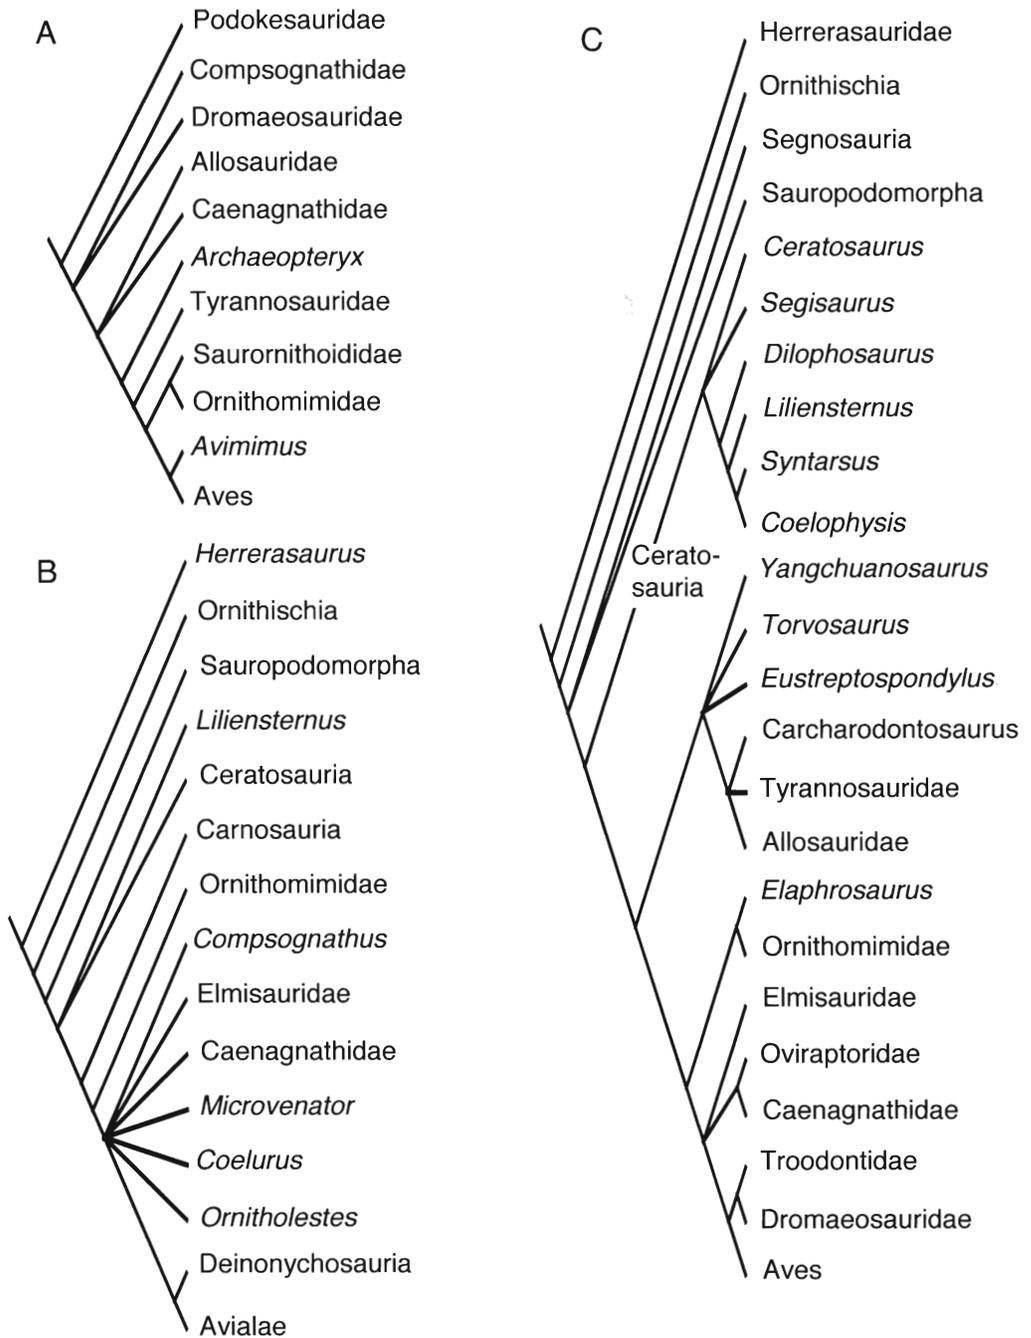 A
Podokesauridae
Compsognathidae
Dromaeosauridae
Allosauridae
Caenagnathidae
Archaeopteryx
Tyrannosauridae
Saurornithoididae
Ornithomimidae
Avimimus
Aves
B
Herrerasaurus
Ornithischia
Sauropodomorpha
Liliensternus
Ceratosauria
Carnosauria
Ornithomimidae
Compsognathus
Elmisauridae
Caenagnathidae
Microvenator
Coelurus
Ornitholestes
Deinonychosauria
Avialae
C
Herrerasauridae
Ornithischia
Segnosauria
Sauropodomorpha
Ceratosaurus
Segisaurus
Dilophosaurus
Liliensternus
Syntarsus
Coelophysis
Cerato-
sauria
Yangchuanosaurus
Torvosaurus
Eustreptospondylus
Carcharodontosaurus
Tyrannosauridae
Allosauridae
Elaphrosaurus
Ornithomimidae
Elmisauridae
Oviraptoridae
Caenagnathidae
Troodontidae
Dromaeosauridae
Aves